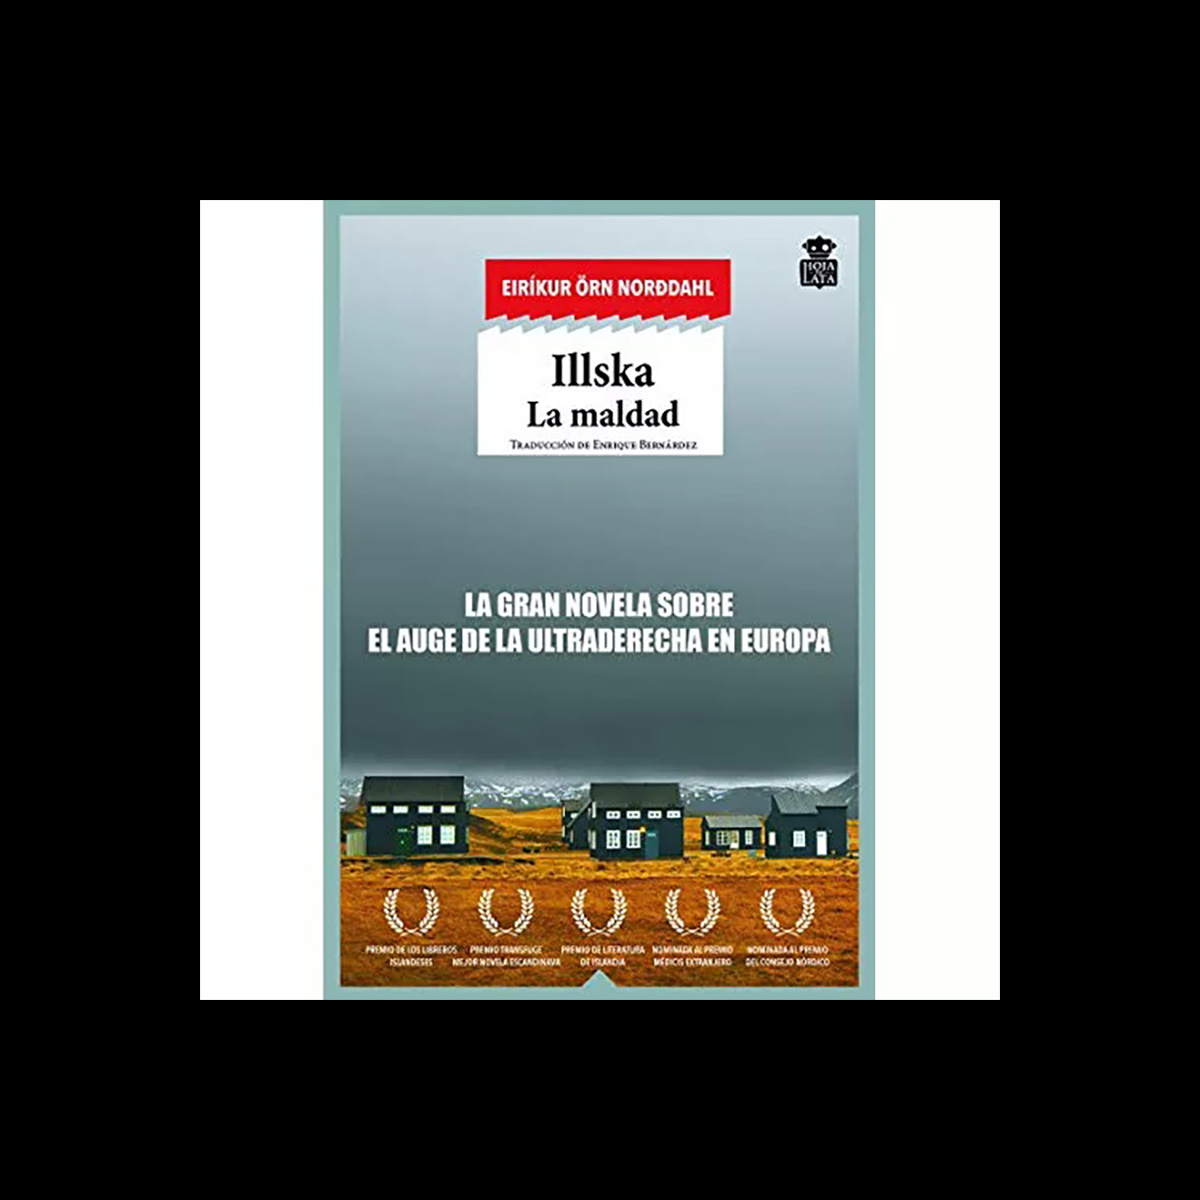 HOJA
DE
LATA
EIRÍKUR ÖRN NORÐDAHL
Illska
La maldad
TRADUCCIÓN DE ENRIQUE BERNÁRDEZ
LA GRAN NOVELA SOBRE
EL AUGE DE LA ULTRADERECHA EN EUROPA
PREMIO DE LOS LIBREROS
ISLANDESES
PREMIO TRANSFUGE
MEJOR NOVELA ESCANDINAVA
PREMIO DE LITERATURA
DE ISLANDIA
NOMINADA AL PREMIO
MÉDICIS EXTRANJERO
NOMINADA AL PREMIO
DEL CONSEJO NÓRDICO